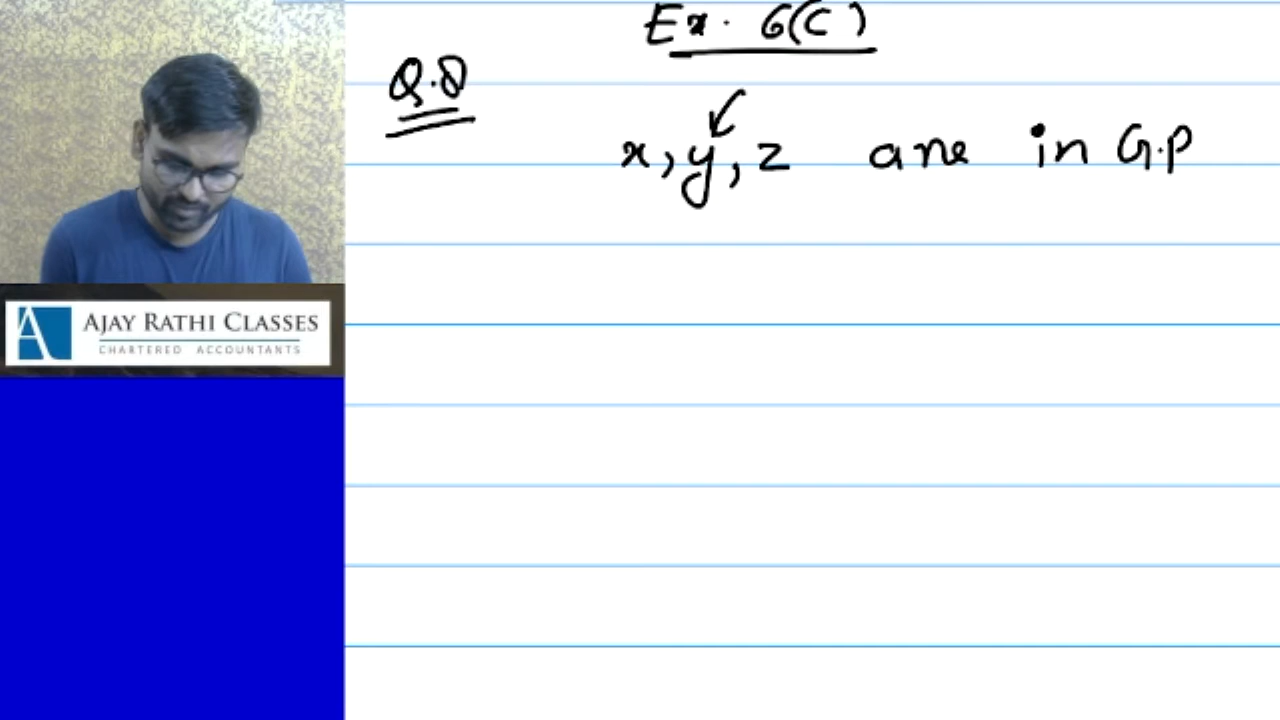 Ex. 6(C)
Q.8
x, y, z are in G.P
AJAY RATHI CLASSES
CHARTERED ACCOUNTANTS